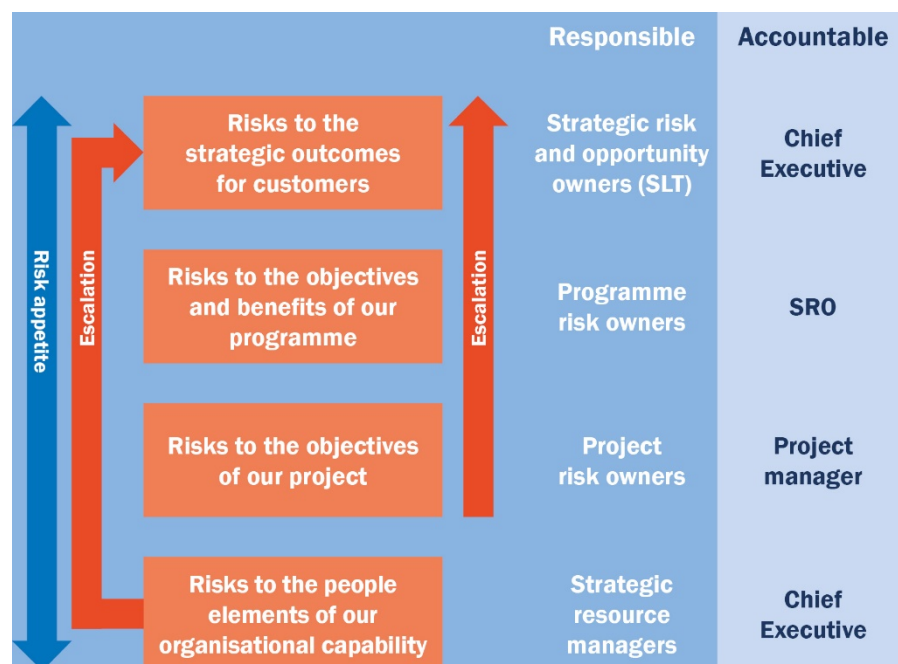 Responsible
Accountable
Risk appetite
Escalation
Risks to the
strategic outcomes
for customers
Escalation
Strategic risk
and opportunity
owners (SLT)
Chief
Executive
Risks to the objectives
and benefits of our
programme
Programme
risk owners
SRO
Risks to the objectives
of our project
Project
risk owners
Project
manager
Risks to the people
elements of our
organisational capability
Strategic
resource
managers
Chief
Executive